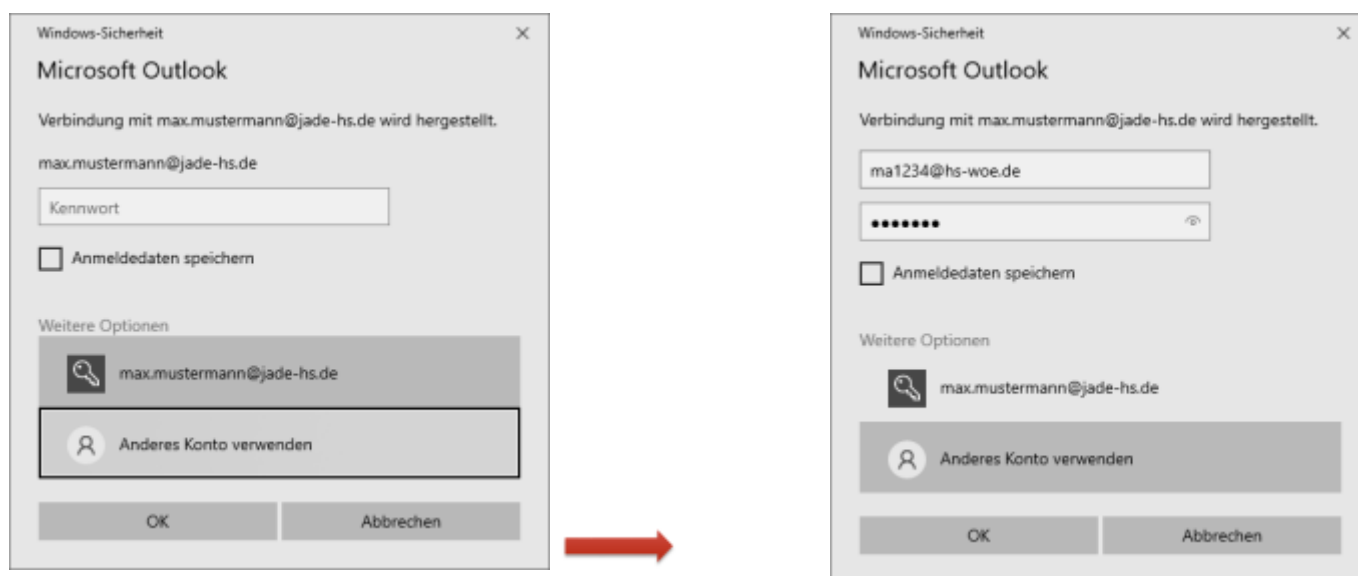 Windows-Sicherheit
Microsoft Outlook
Verbindung mit max.mustermann@jade-hs.de wird hergestellt.
max.mustermann@jade-hs.de
Kennwort
Anmeldedaten speichern
Weitere Optionen
max.mustermann@jade-hs.de
Anderes Konto verwenden
OK
Abbrechen
Windows-Sicherheit
Microsoft Outlook
Verbindung mit max.mustermann@jade-hs.de wird hergestellt.
ma1234@hs-woe.de
•••••••
Anmeldedaten speichern
Weitere Optionen
max.mustermann@jade-hs.de
Anderes Konto verwenden
OK
Abbrechen